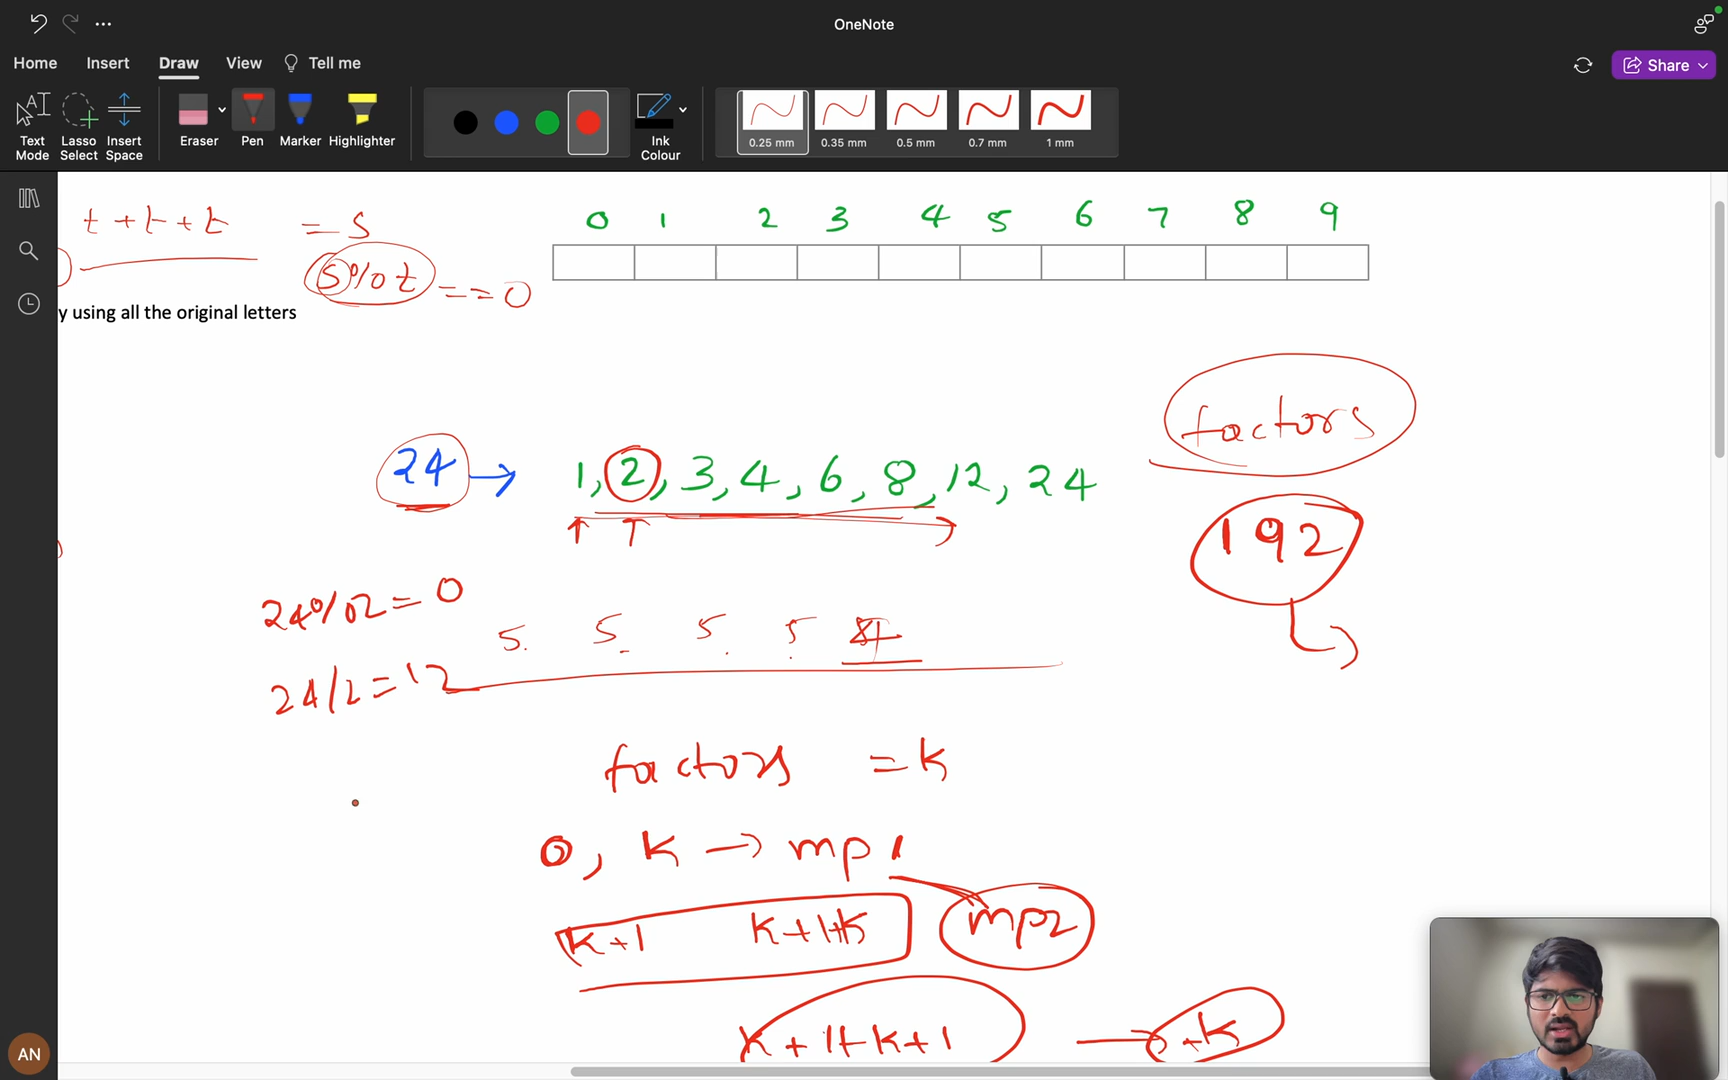 OneNote
Home Insert Draw View Tell me
Share
Text Mode
Lasso Select
Insert Space
Eraser
Pen
Marker
Highlighter
Ink Colour
0.25 mm
0.35 mm
0.5 mm
0.7 mm
1 mm
t + t + t = s
s%t == 0
0 1 2 3 4 5 6 7 8 9
y using all the original letters
factors
24 → 1, 2, 3, 4, 6, 8, 12, 24
192
24%2 = 0
5. 5. 5. 5.
24/2 = 12
factors = k
0, k → mp1
k+1 k+1+k mp2
k+1+k+1 → +k
AN